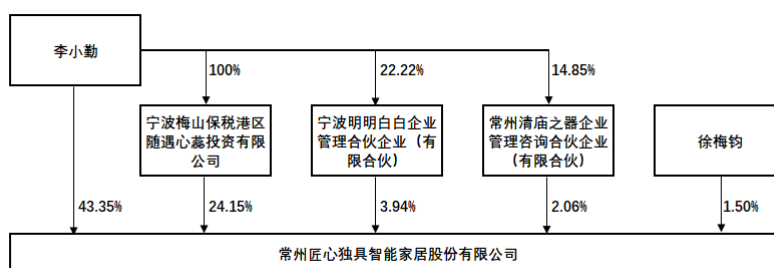 李小勤
100%
22.22%
14.85%
宁波梅山保税港区
随遇心蕊投资有限
公司
宁波明明白白企业
管理合伙企业（有
限合伙）
常州清庙之器企业
管理咨询合伙企业
（有限合伙）
徐梅钧
43.35%
24.15%
3.94%
2.06%
1.50%
常州匠心独具智能家居股份有限公司